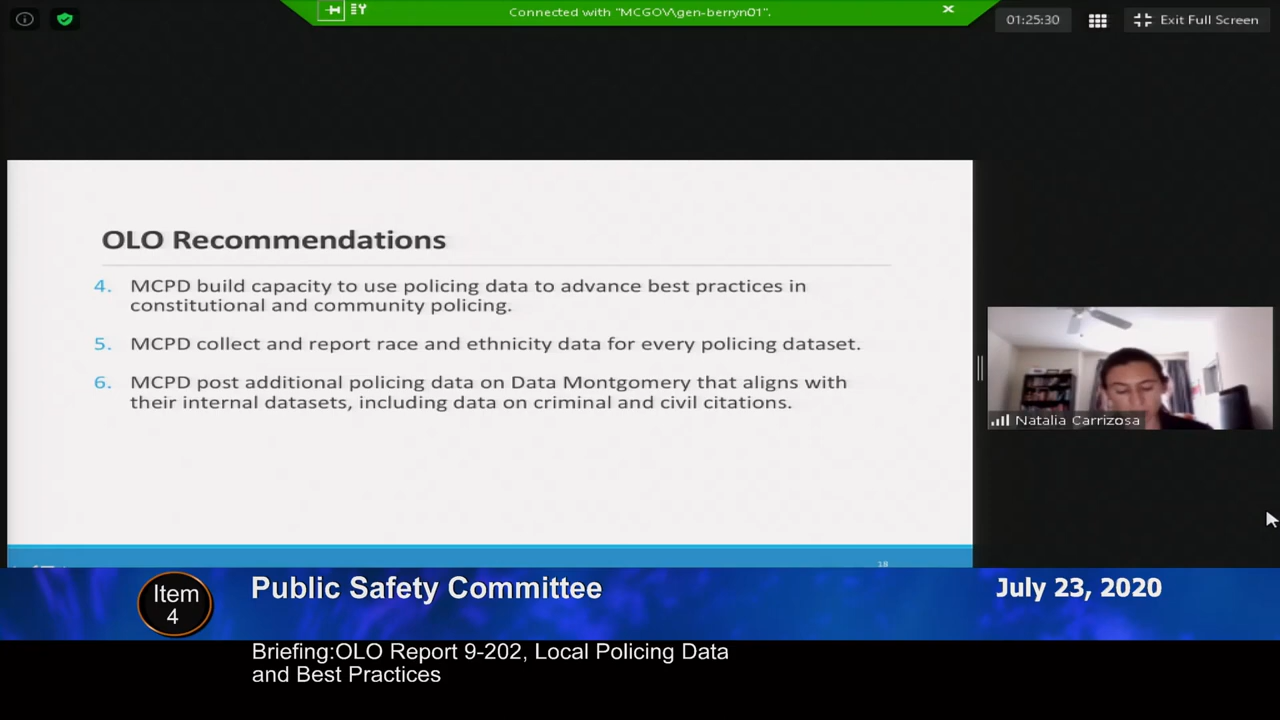 Connected with "MCGOV\gen-berryn01".
01:25:30
Exit Full Screen
OLO Recommendations
4. MCPD build capacity to use policing data to advance best practices in
constitutional and community policing.
5. MCPD collect and report race and ethnicity data for every policing dataset.
6. MCPD post additional policing data on Data Montgomery that aligns with
their internal datasets, including data on criminal and civil citations.
Natalia Carrizosa
18
Item
4
Public Safety Committee
July 23, 2020
Briefing:OLO Report 9-202, Local Policing Data
and Best Practices